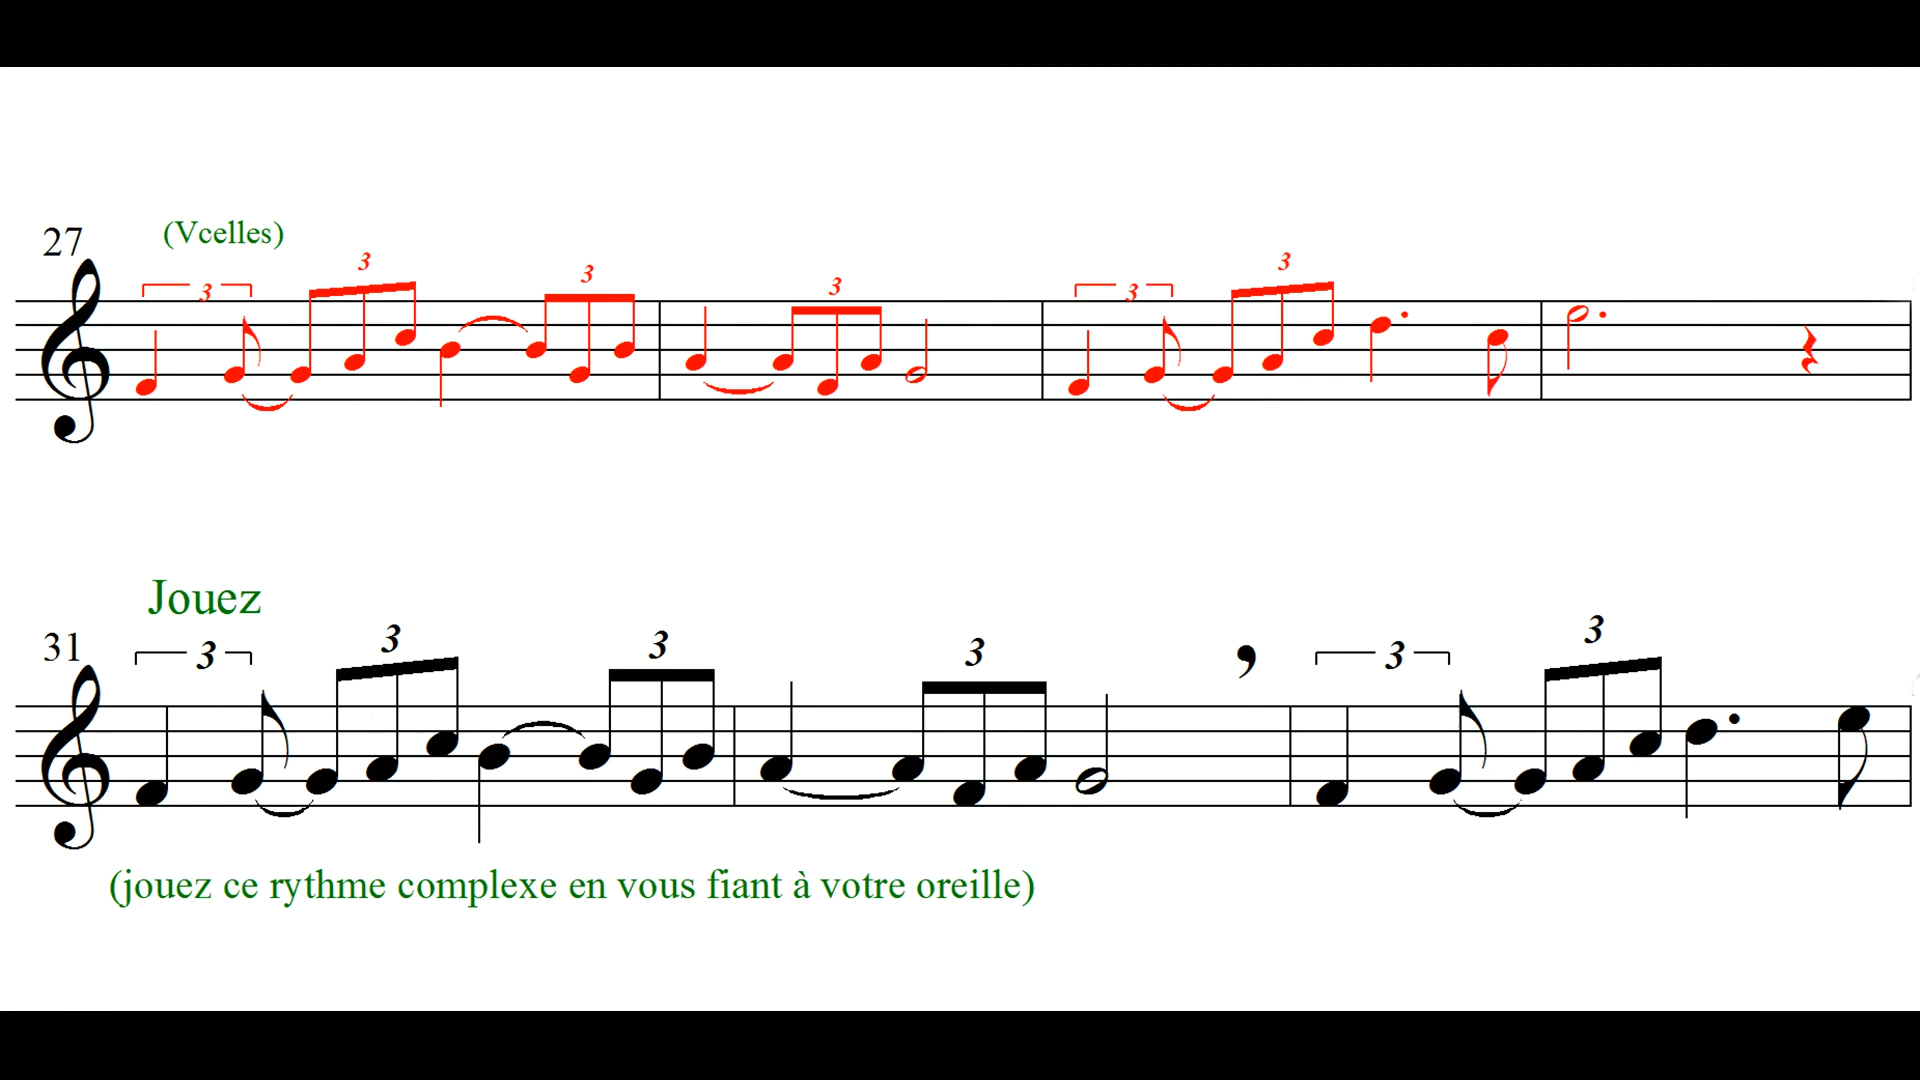 27 (Vcelles)
3 3 3 3 3 3
Jouez
31 3 3 3 3 3 3
(jouez ce rythme complexe en vous fiant à votre oreille)